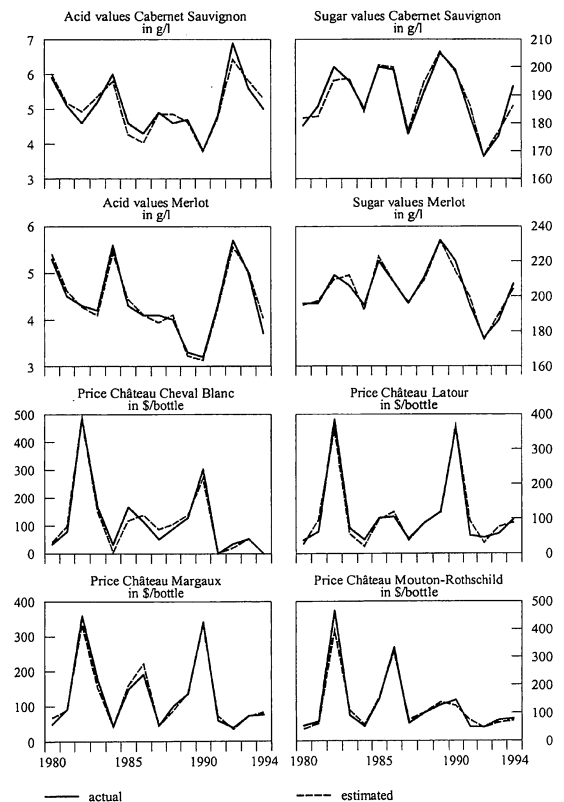 Acid values Cabernet Sauvignon
in g/l
7
6
5
4
3
Sugar values Cabernet Sauvignon
in g/l
210
200
190
180
170
160
Acid values Merlot
in g/l
6
5
4
3
Sugar values Merlot
in g/l
240
220
200
180
160
Price Château Cheval Blanc
in $/bottle
500
400
300
200
100
0
Price Château Latour
in $/bottle
400
300
200
100
0
Price Château Margaux
in $/bottle
400
300
200
100
0
1980 1985 1990 1994
Price Château Mouton-Rothschild
in $/bottle
500
400
300
200
100
0
1980 1985 1990 1994
actual estimated